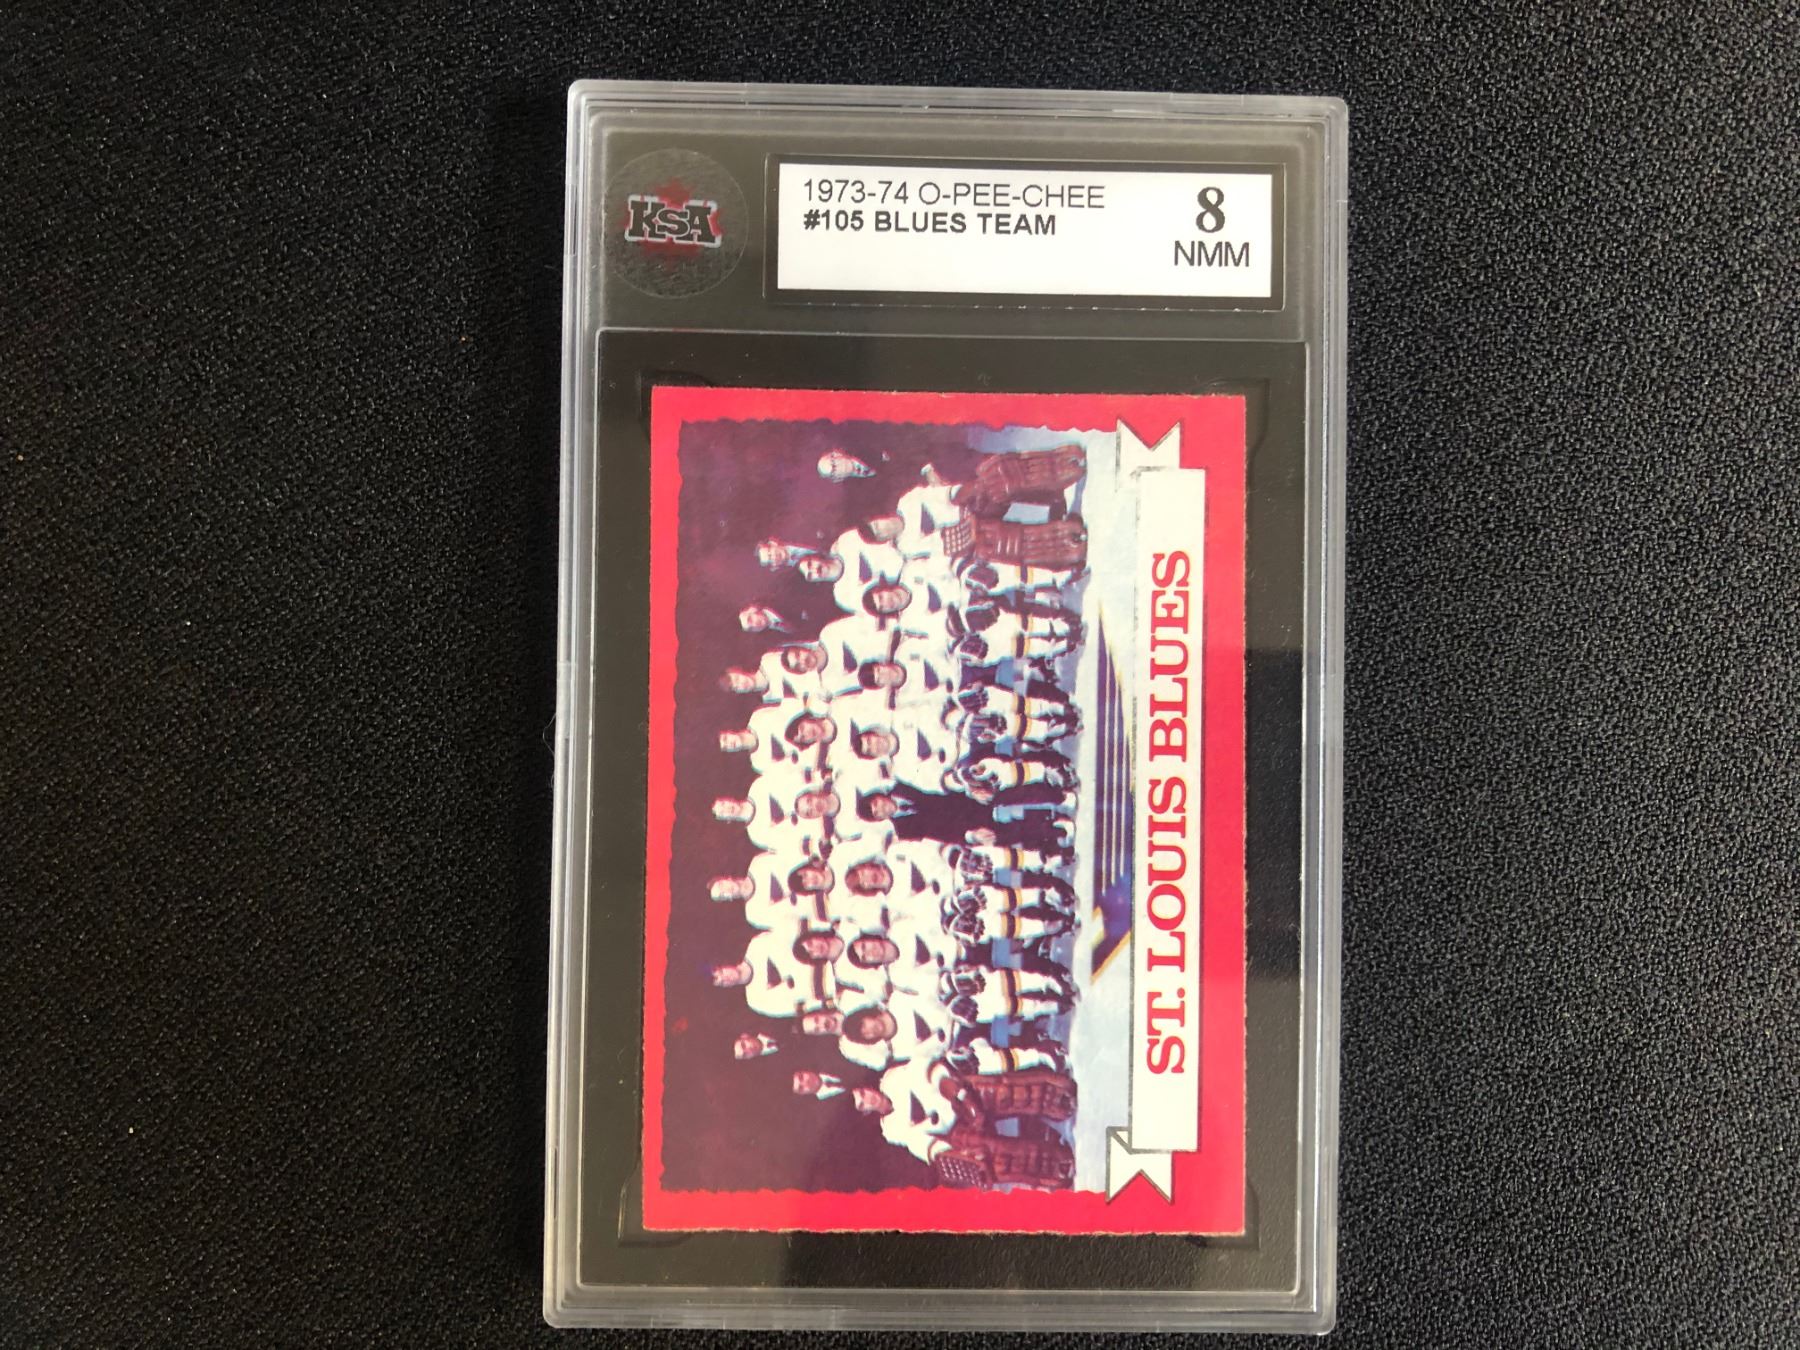 KSA
1973-74 O-PEE-CHEE
#105 BLUES TEAM
8
NMM
ST. LOUIS BLUES